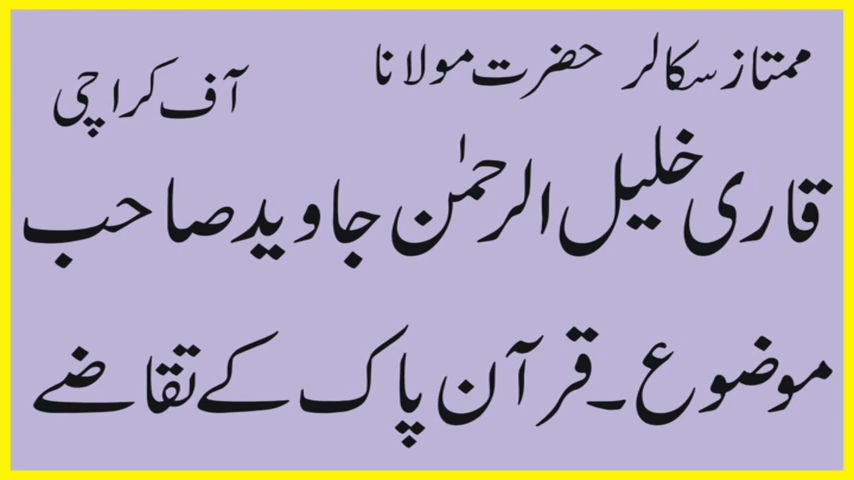 ممتاز سکالر حضرت مولانا
آف کراچی
قاری خلیل الرحمٰن جاوید صاحب
موضوع ۔ قرآن پاک کے تقاضے